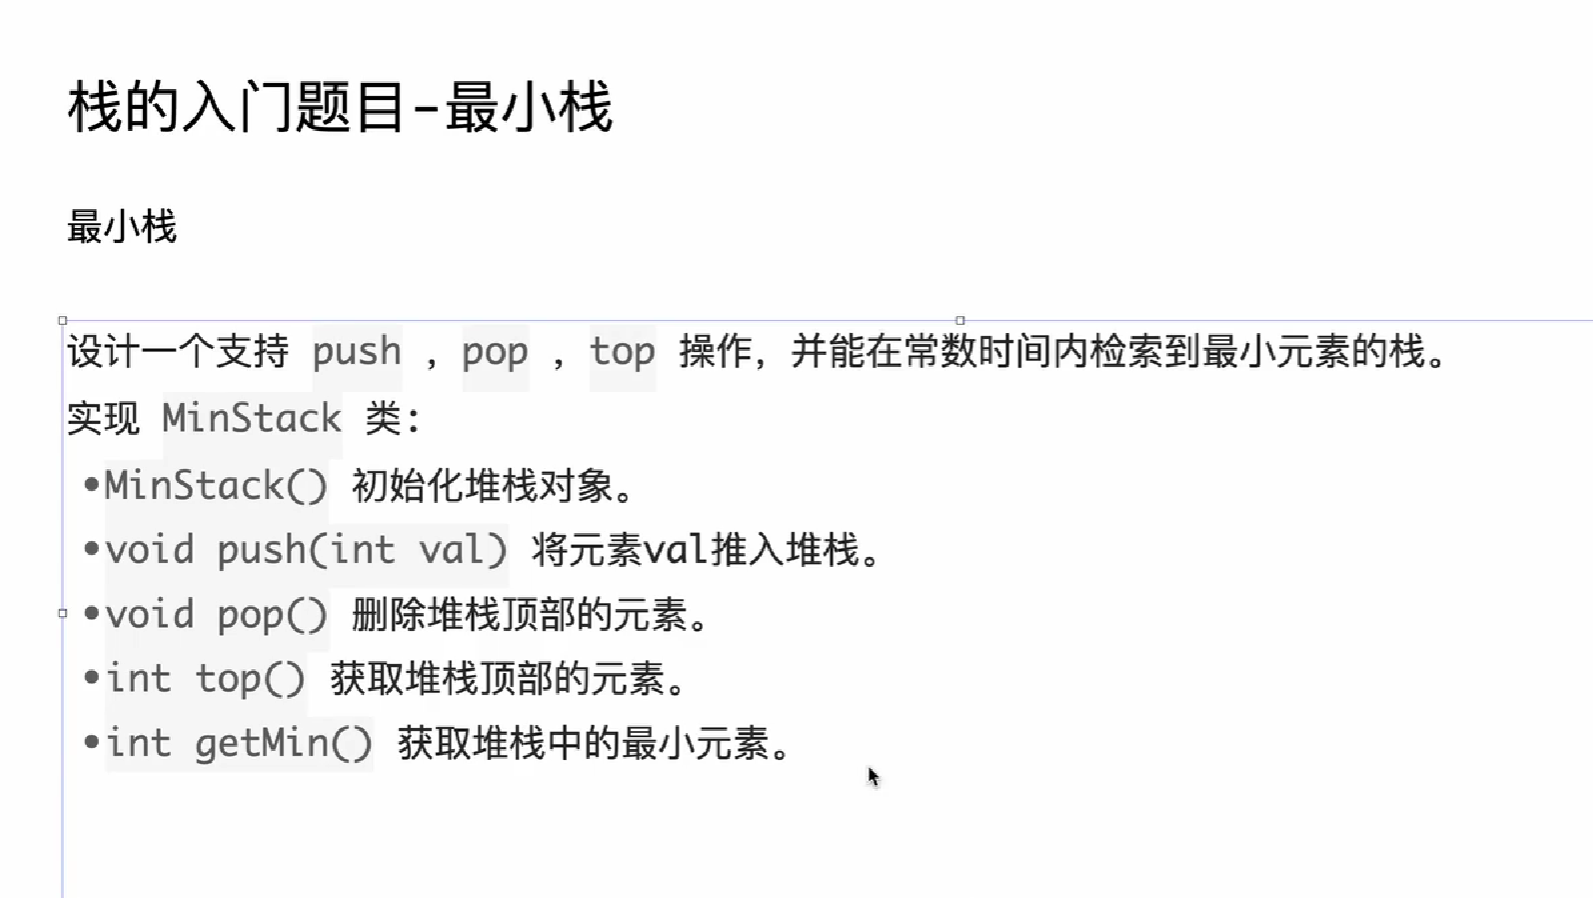 栈的入门题目-最小栈
最小栈
设计一个支持 push , pop , top 操作，并能在常数时间内检索到最小元素的栈。
实现 MinStack 类:
•MinStack() 初始化堆栈对象。
•void push(int val) 将元素val推入堆栈。
•void pop() 删除堆栈顶部的元素。
•int top() 获取堆栈顶部的元素。
•int getMin() 获取堆栈中的最小元素。